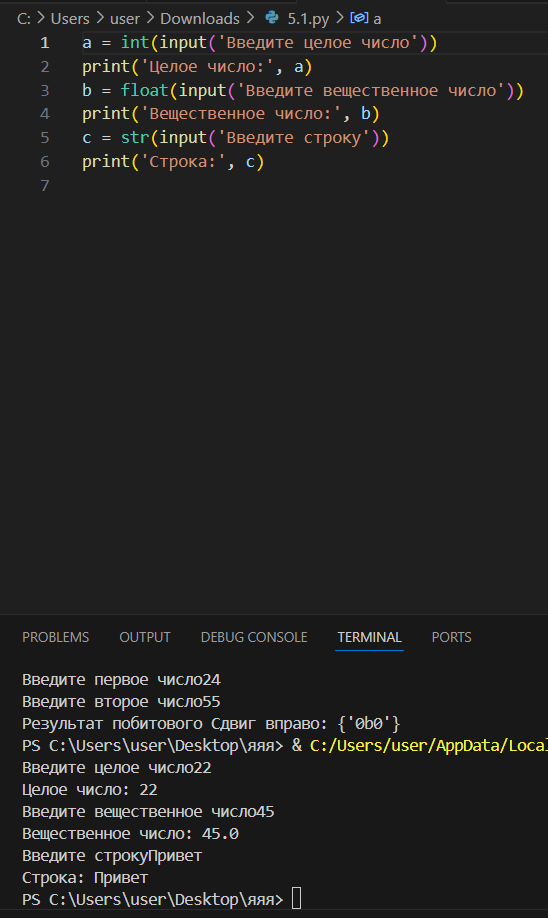 C: > Users > user > Downloads > 5.1.py > a
1 a = int(input('Введите целое число'))
2 print('Целое число:', a)
3 b = float(input('Введите вещественное число'))
4 print('Вещественное число:', b)
5 c = str(input('Введите строку'))
6 print('Строка:', c)
7
PROBLEMS OUTPUT DEBUG CONSOLE TERMINAL PORTS
Введите первое число24
Введите второе число55
Результат побитового Сдвиг вправо: {'0b0'}
PS C:\Users\user\Desktop\яяя> & C:/Users/user/AppData/Local
Введите целое число22
Целое число: 22
Введите вещественное число45
Вещественное число: 45.0
Введите строкуПривет
Строка: Привет
PS C:\Users\user\Desktop\яяя>